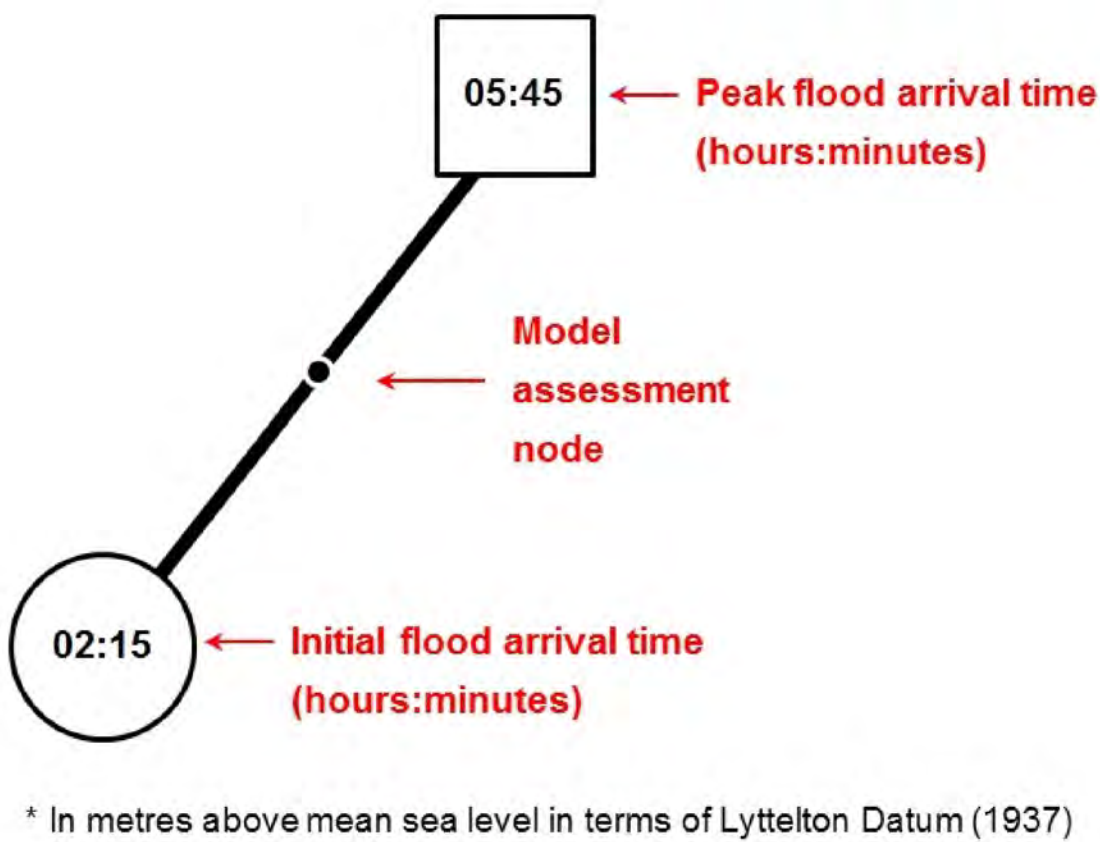 05:45
Peak flood arrival time
(hours:minutes)
Model
assessment
node
02:15
Initial flood arrival time
(hours:minutes)
* In metres above mean sea level in terms of Lyttelton Datum (1937)